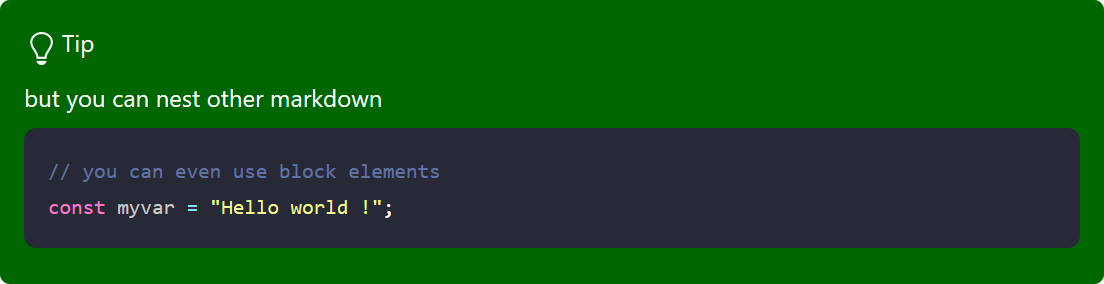 Tip
but you can nest other markdown
// you can even use block elements
const myvar = "Hello world !";